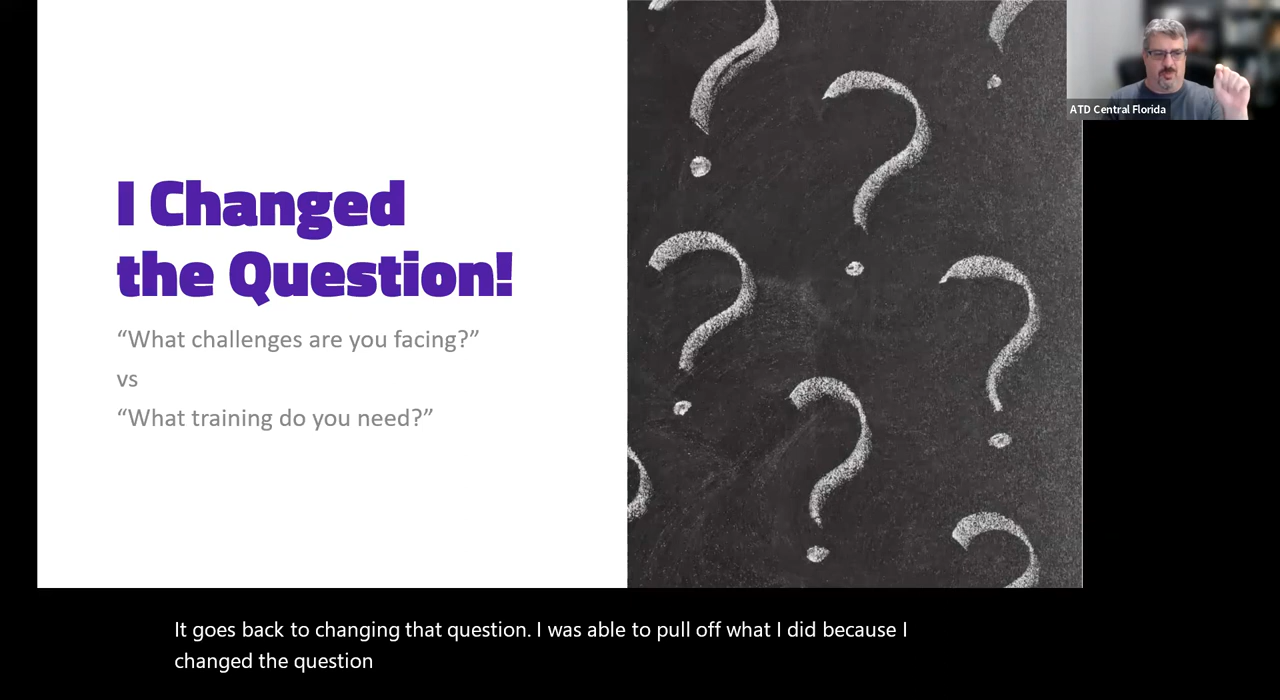 I Changed
the Question!
“What challenges are you facing?”
vs
“What training do you need?”
ATD Central Florida
It goes back to changing that question. I was able to pull off what I did because I
changed the question